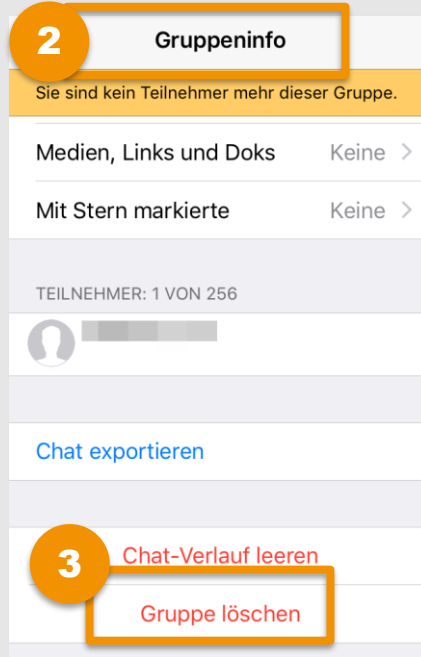 2
Gruppeninfo
Sie sind kein Teilnehmer mehr dieser Gruppe.
Medien, Links und Doks Keine >
Mit Stern markierte Keine >
TEILNEHMER: 1 VON 256
Chat exportieren
3
Chat-Verlauf leeren
Gruppe löschen